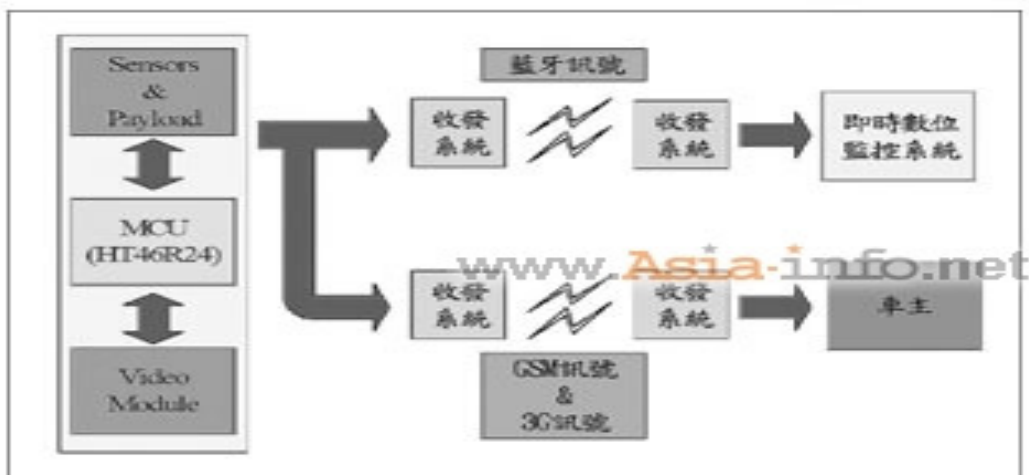 Sensors
&
Payload
MCU
(HT46R24)
Video
Module
藍牙訊號
收發
系統
收發
系統
即時數位
監控系統
收發
系統
收發
系統
車主
GSM訊號
&
3G訊號
www.Asia-info.net